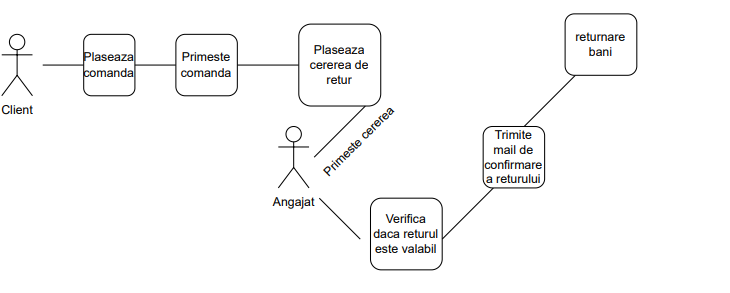 Client
Plaseaza
comanda
Primeste
comanda
Plaseaza
cererea de
retur
Primeste cererea
Angajat
Verifica
daca returul
este valabil
Trimite
mail de
confirmare
a returului
returnare
bani